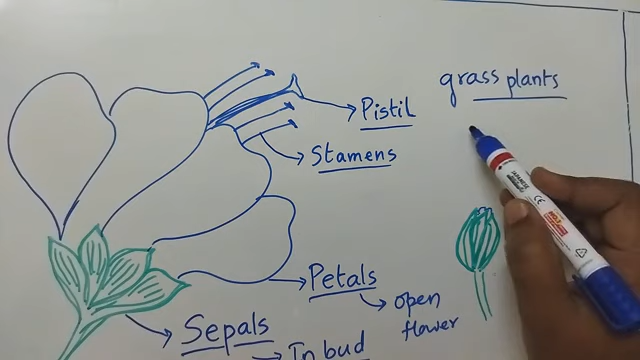 grass plants
Pistil
Stamens
Petals
open
flower
Sepals
In bud